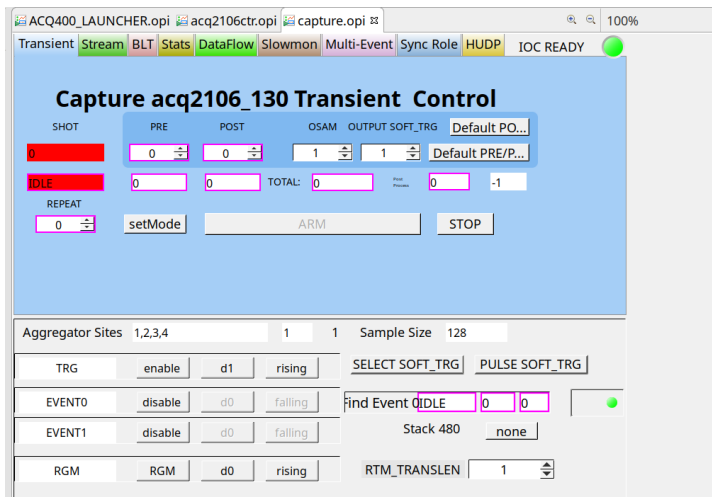 ACQ400_LAUNCHER.opi acq2106ctr.opi capture.opi 100%
Transient Stream BLT Stats DataFlow Slowmon Multi-Event Sync Role HUDP IOC READY
Capture acq2106_130 Transient Control
SHOT PRE POST OSAM OUTPUT SOFT_TRG Default PO...
0 0 0 1 1 Default PRE/P...
IDLE 0 0 TOTAL: 0 0 -1
REPEAT
0 setMode ARM STOP
Aggregator Sites 1,2,3,4 1 1 Sample Size 128
TRG enable d1 rising SELECT SOFT_TRG PULSE SOFT_TRG
EVENT0 disable d0 falling Find Event 0 IDLE 0 0
EVENT1 disable d0 falling Stack 480 none
RGM RGM d0 rising RTM_TRANSLEN 1